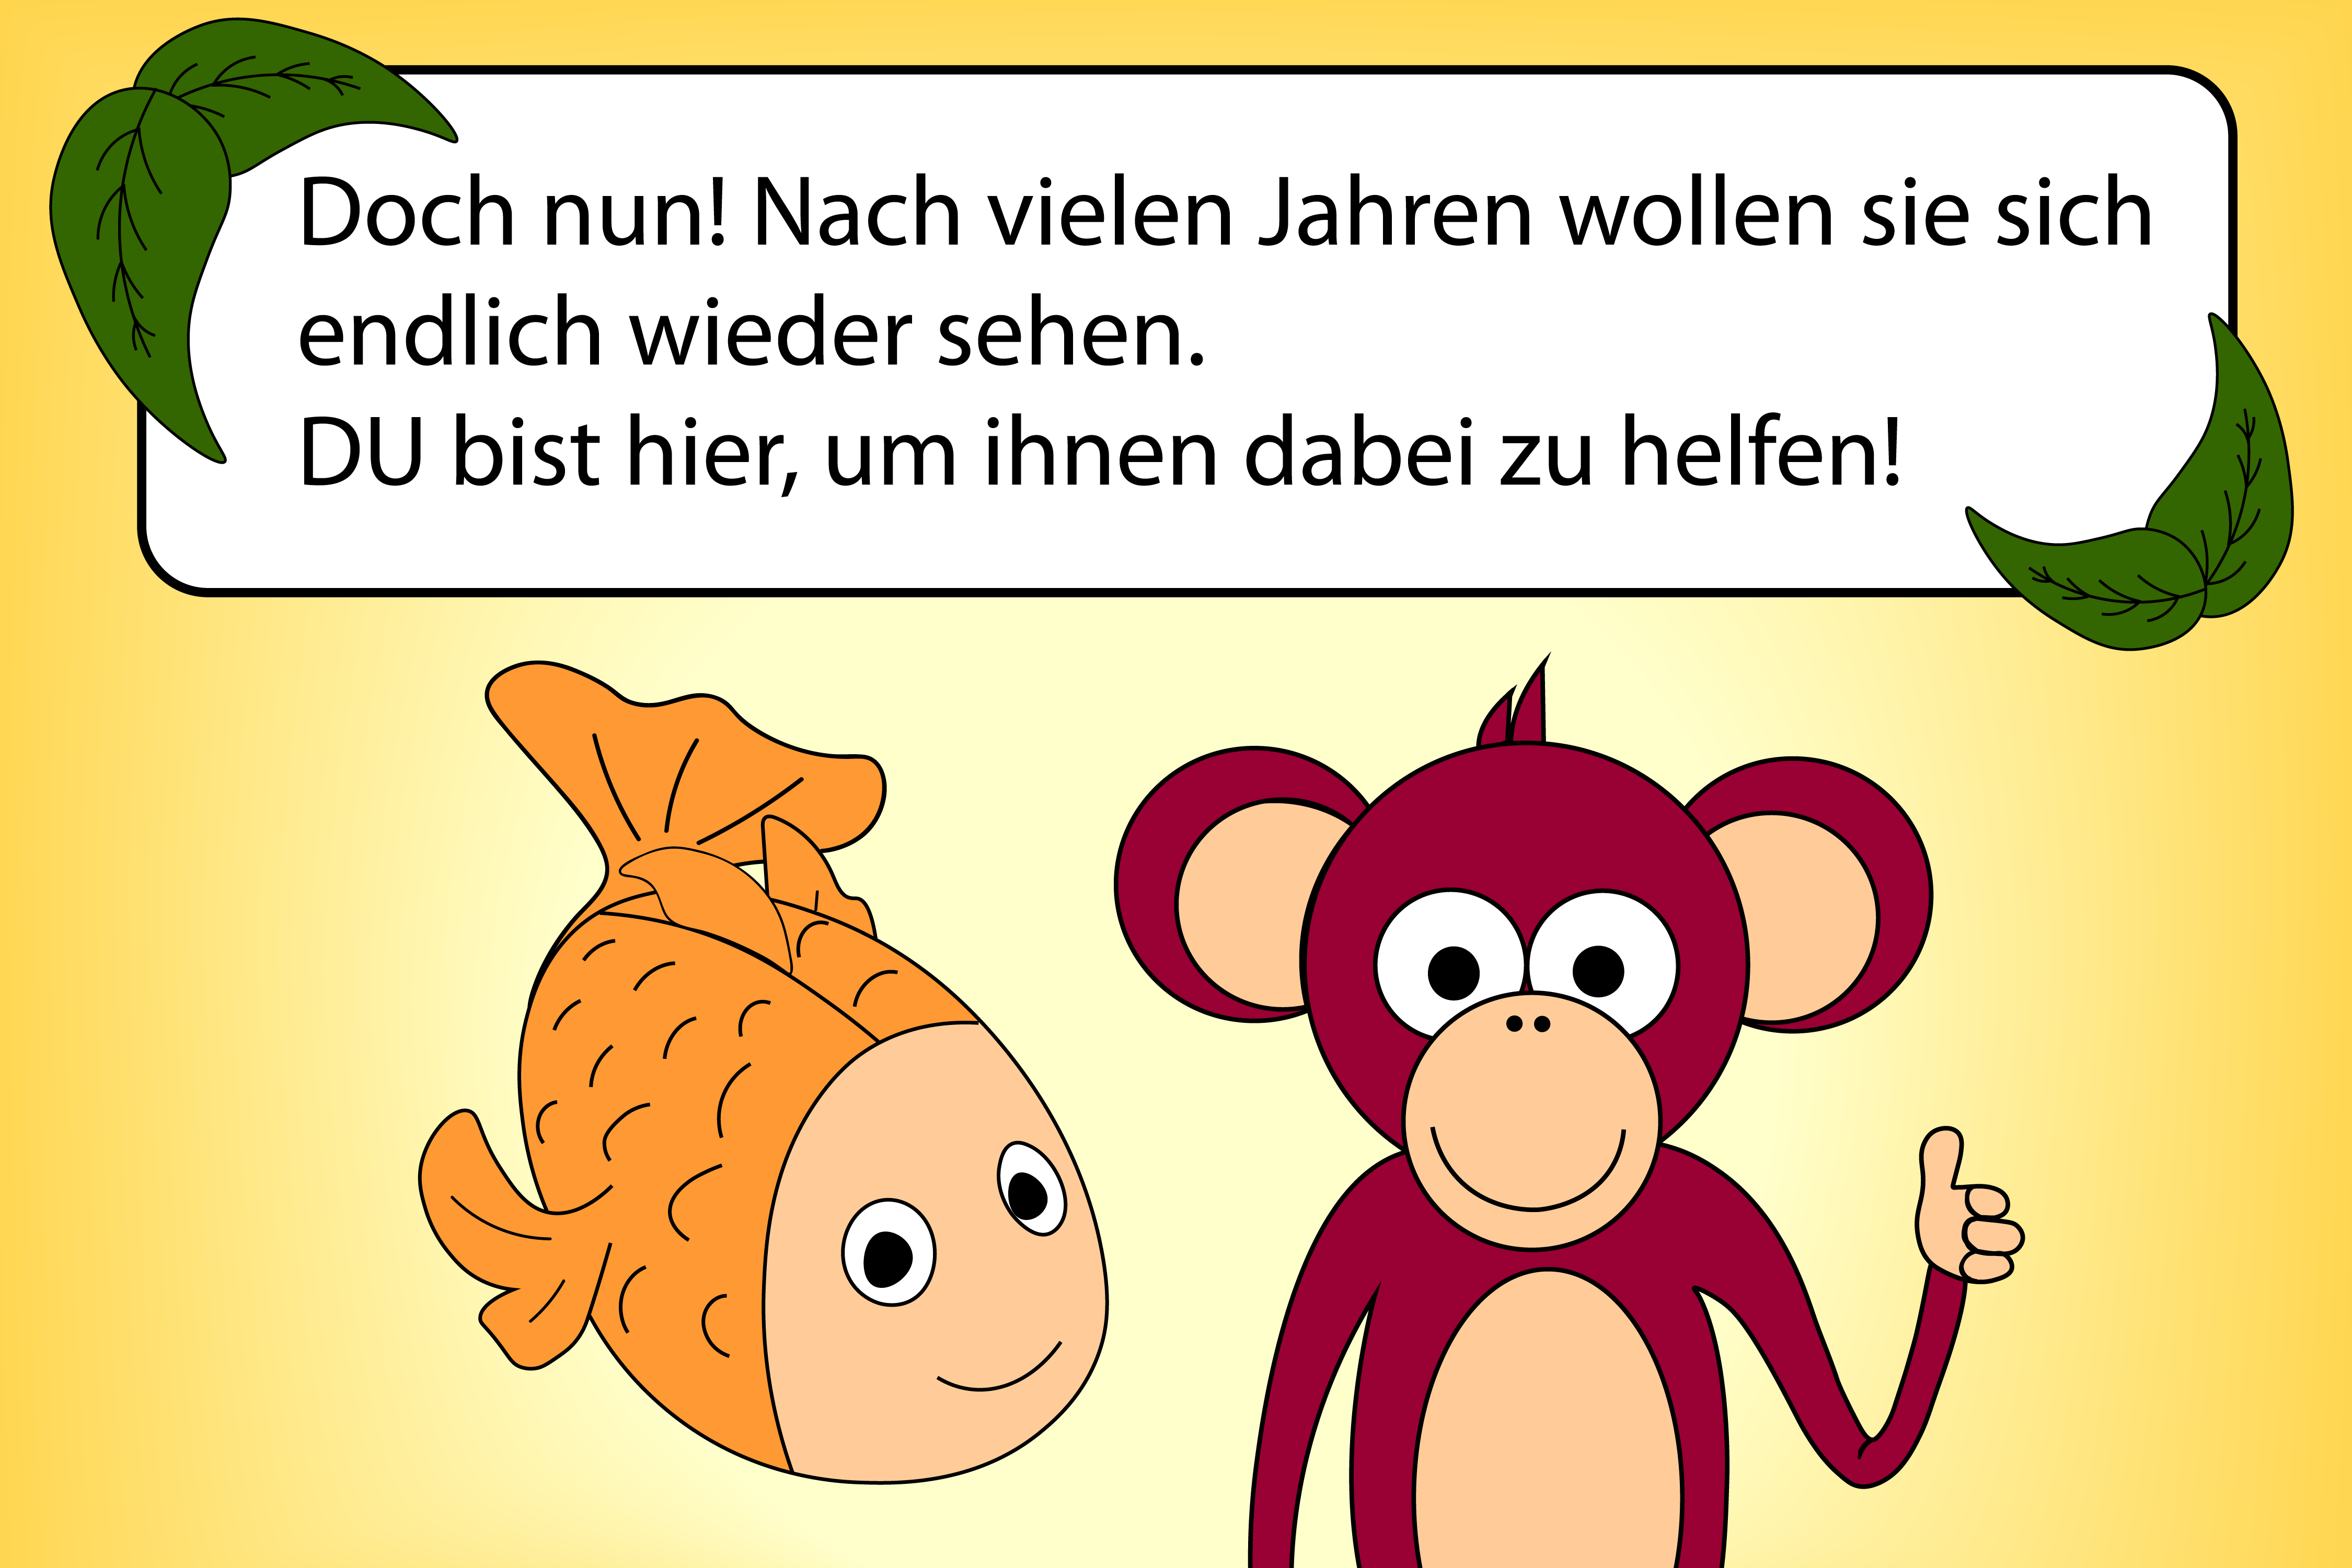 Doch nun! Nach vielen Jahren wollen sie sich
endlich wieder sehen.
DU bist hier, um ihnen dabei zu helfen!